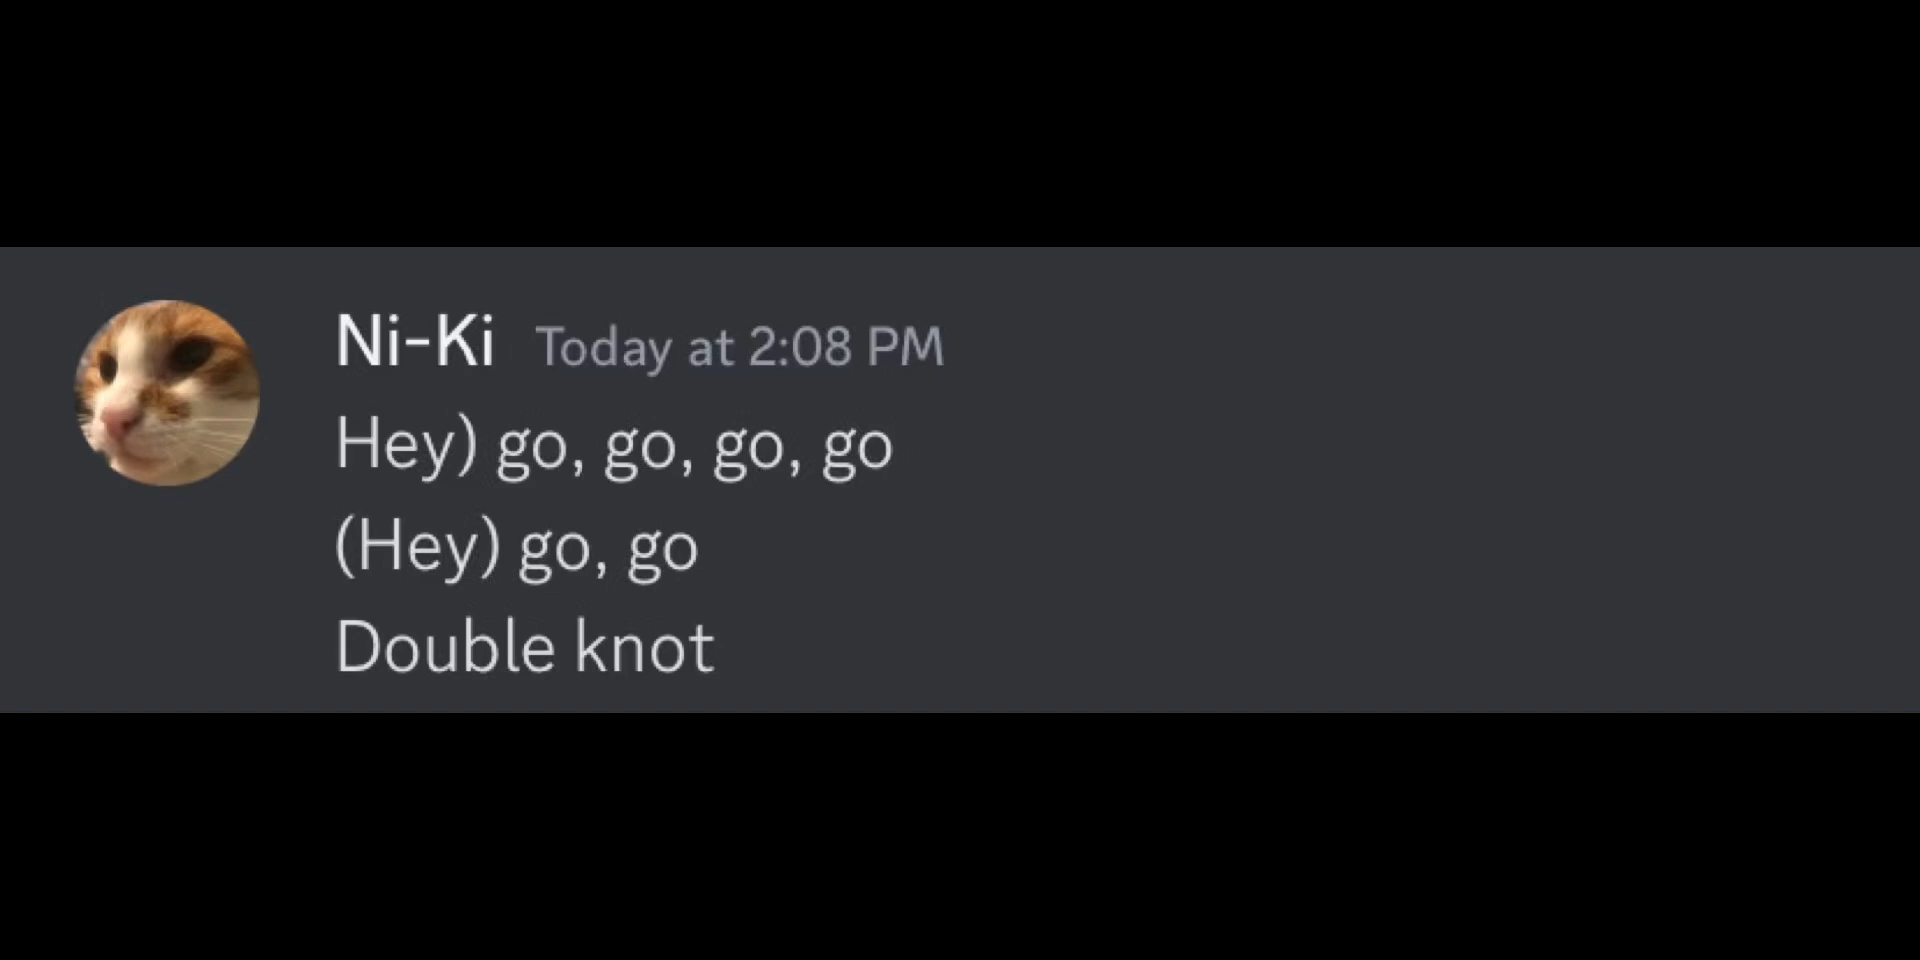 Ni-Ki Today at 2:08 PM
Hey) go, go, go, go
(Hey) go, go
Double knot